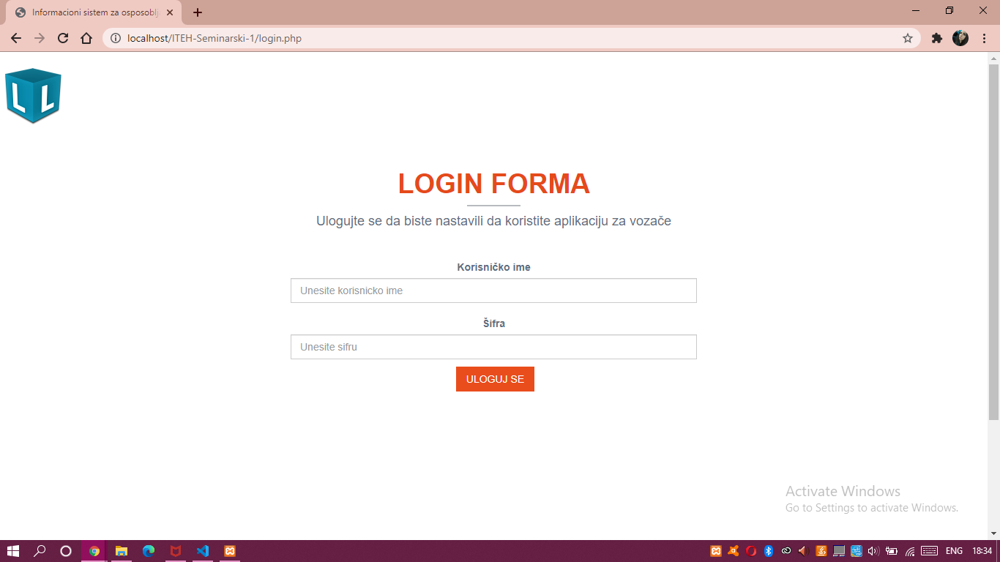 Informacioni sistem za osposoblj
localhost/ITEH-Seminarski-1/login.php
L L
LOGIN FORMA
Ulogujte se da biste nastavili da koristite aplikaciju za vozače
Korisničko ime
Unesite korisnicko ime
Šifra
Unesite sifru
ULOGUJ SE
Activate Windows
Go to Settings to activate Windows.
ENG 18:34